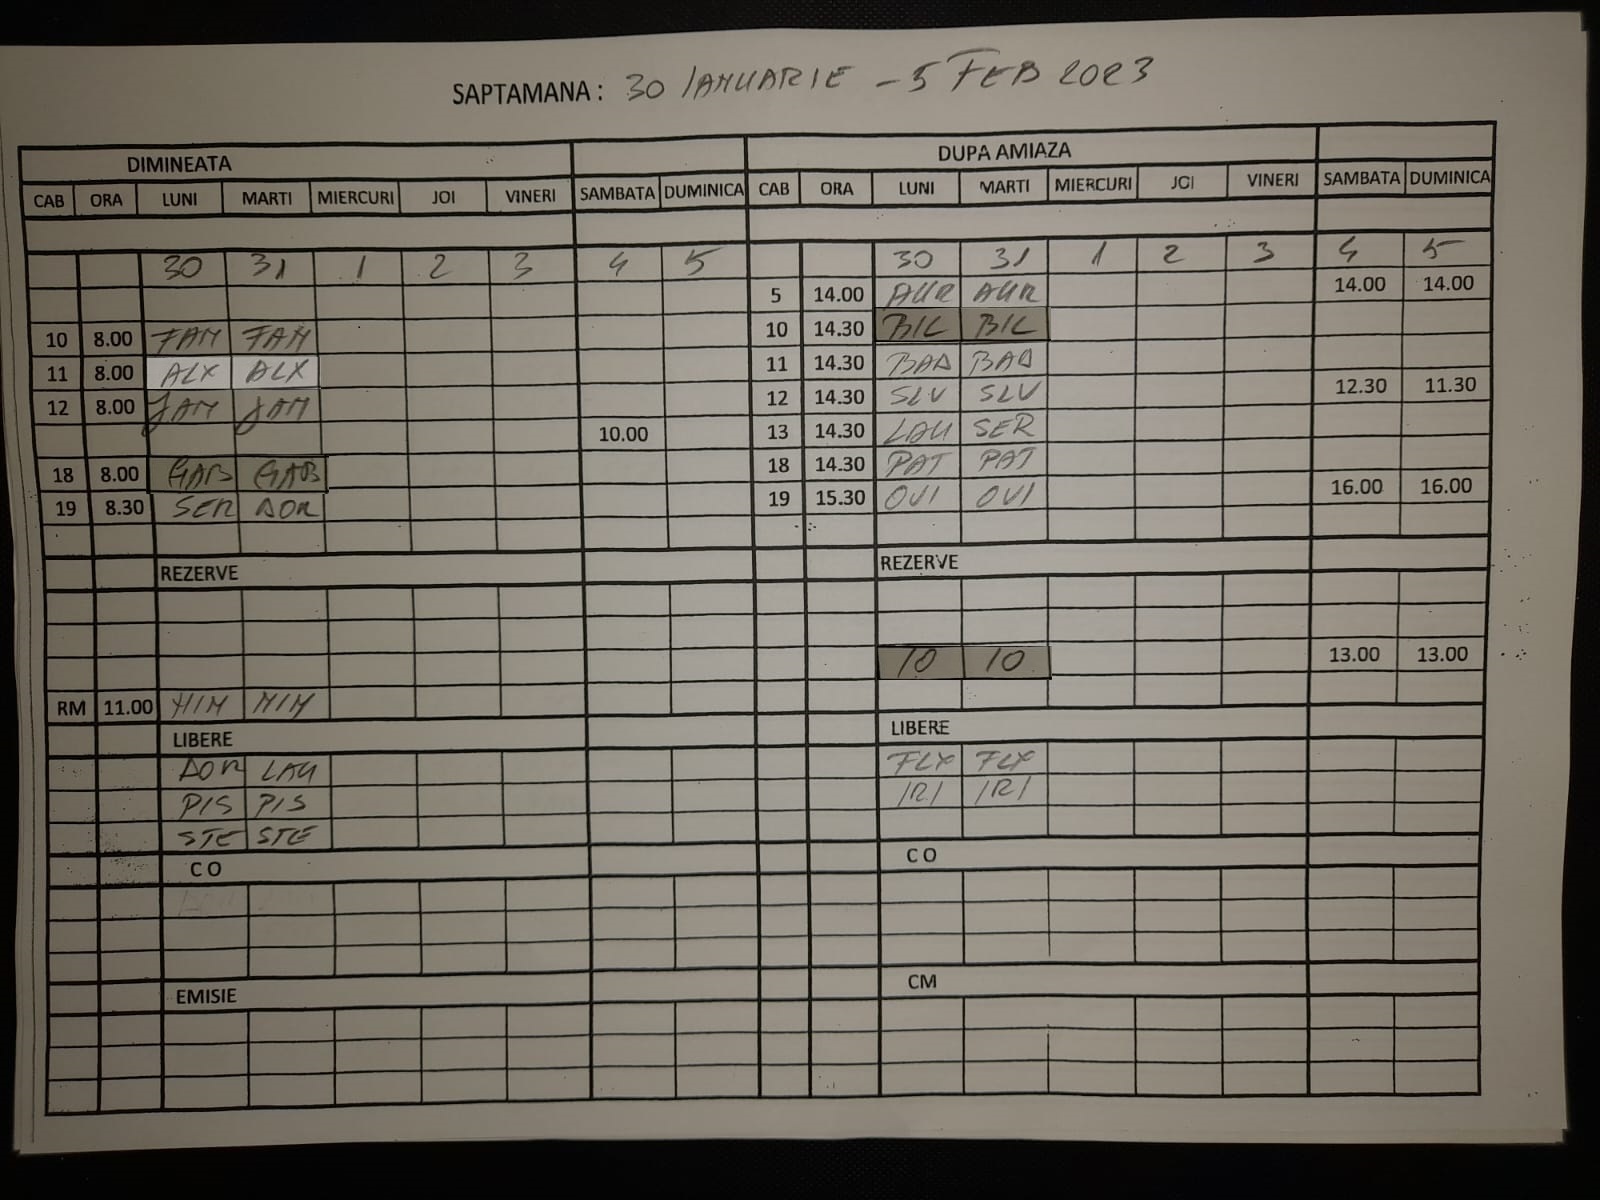 SAPTAMANA : 30 IANUARIE - 5 FEB 2023
DIMINEATA DUPA AMIAZA
CAB ORA LUNI MARTI MIERCURI JOI VINERI SAMBATA DUMINICA CAB ORA LUNI MARTI MIERCURI JOI VINERI SAMBATA DUMINICA
30 31 1 2 3 4 5 30 31 1 2 3 4 5
5 14.00 AUR AUR 14.00 14.00
10 8.00 FAM FAM 10 14.30 BIC BIC
11 8.00 ALX ALX 11 14.30 BAD BAD
12 8.00 JAM JAM 12 14.30 SLV SLV 12.30 11.30
10.00 13 14.30 LAU SER
18 8.00 GAB GAB 18 14.30 PAT PAT
19 8.30 SER DOR 19 15.30 OVI OVI 16.00 16.00
REZERVE REZERVE
10 10 13.00 13.00
RM 11.00 MIM MIM
LIBERE LIBERE
DOR LAU FLX FLX
PIS PIS IRI IRI
STE STE
C O C O
EMISIE CM